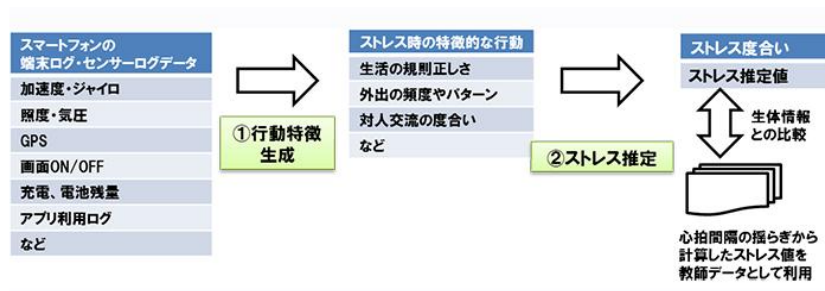 スマートフォンの
端末ログ・センサーログデータ
加速度・ジャイロ
照度・気圧
GPS
画面ON/OFF
充電、電池残量
アプリ利用ログ
など
①行動特徴
生成
ストレス時の特徴的な行動
生活の規則正しさ
外出の頻度やパターン
対人交流の度合い
など
②ストレス推定
ストレス度合い
ストレス推定値
生体情報
との比較
心拍間隔の揺らぎから
計算したストレス値を
教師データとして利用